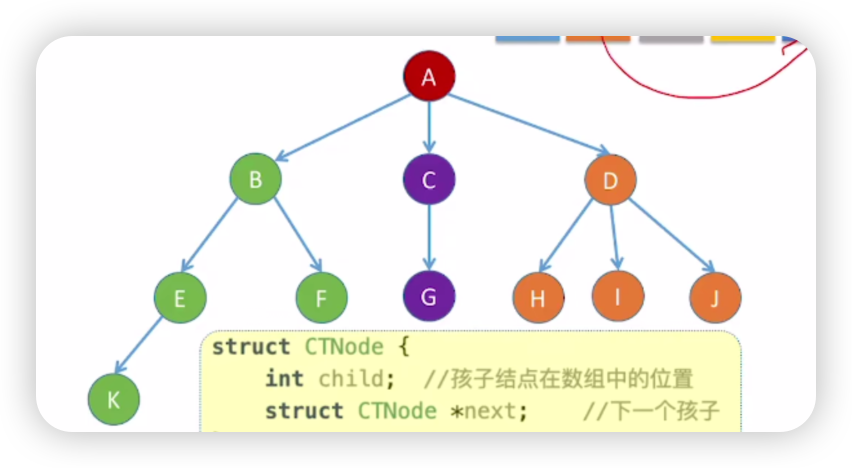 A
B C D
E F G H I J
K
struct CTNode {
int child; //孩子结点在数组中的位置
struct CTNode *next; //下一个孩子